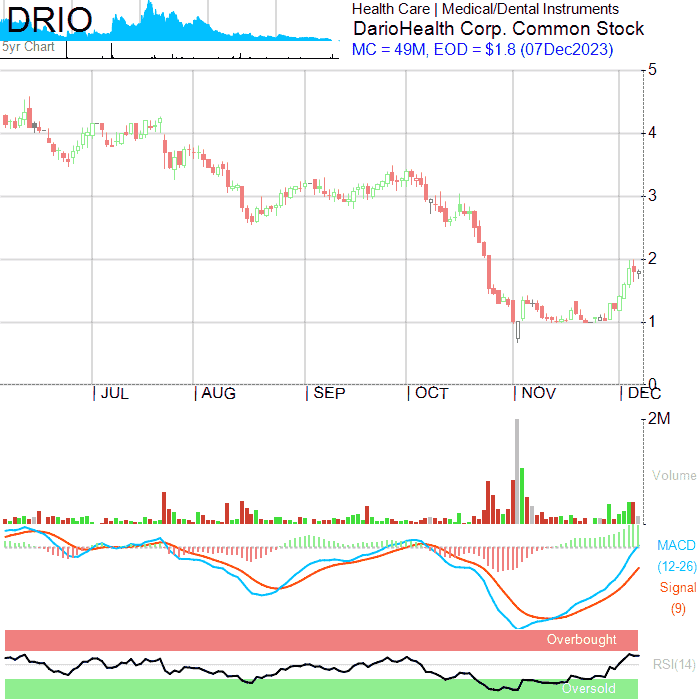 DRIO
5yr Chart
Health Care | Medical/Dental Instruments
DarioHealth Corp. Common Stock
MC = 49M, EOD = $1.8 (07Dec2023)
5
4
3
2
1
0
JUL AUG SEP OCT NOV DEC
2M
Volume
MACD
(12-26)
Signal
(9)
Overbought
RSI(14)
Oversold